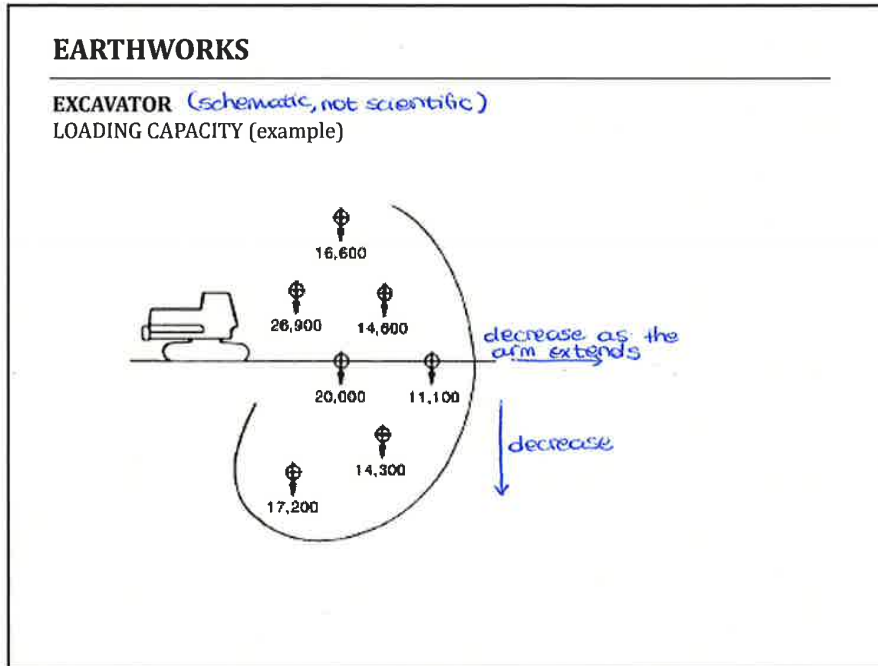 EARTHWORKS
EXCAVATOR (schematic, not scientific)
LOADING CAPACITY (example)
16,600
26,900
14,600
decrease as the
arm extends
20,000
11,100
decrease
14,300
17,200